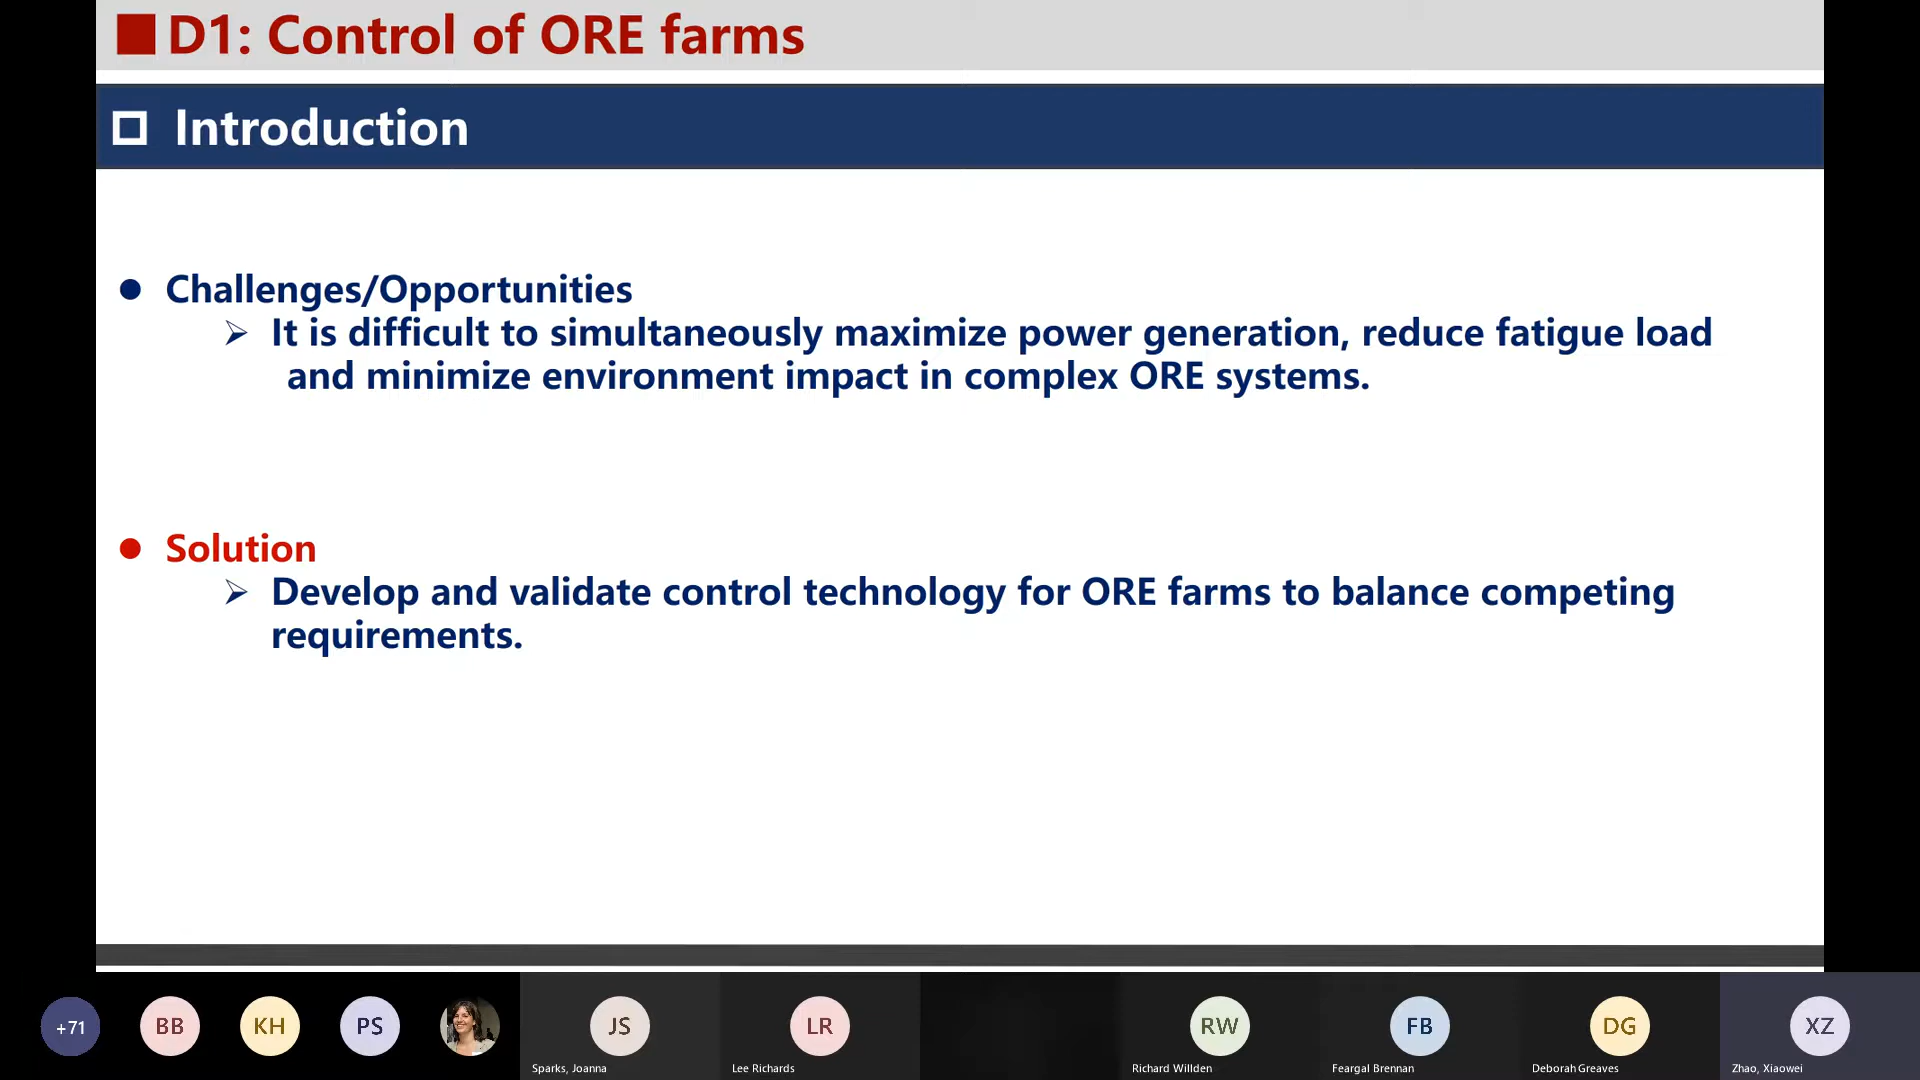 D1: Control of ORE farms
Introduction
Challenges/Opportunities
It is difficult to simultaneously maximize power generation, reduce fatigue load
and minimize environment impact in complex ORE systems.
Solution
Develop and validate control technology for ORE farms to balance competing
requirements.
+71
BB
KH
PS
JS
LR
RW
FB
DG
XZ
Sparks, Joanna
Lee Richards
Richard Willden
Feargal Brennan
Deborah Greaves
Zhao, Xiaowei